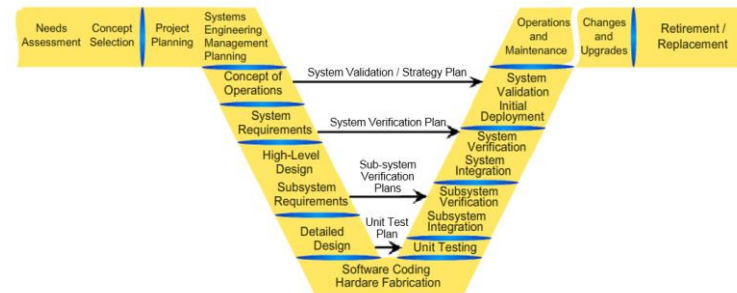 Needs
Assessment
Concept
Selection
Project
Planning
Systems
Engineering
Management
Planning
Operations
and
Maintenance
Changes
and
Upgrades
Retirement /
Replacement
Concept of
Operations
System Validation / Strategy Plan
System
Validation
Initial
Deployment
System
Requirements
System Verification Plan
System
Verification
System
Integration
High-Level
Design
Subsystem
Requirements
Sub-system
Verification
Plans
Subsystem
Verification
Subsystem
Integration
Detailed
Design
Unit Test
Plan
Unit Testing
Software Coding
Hardare Fabrication